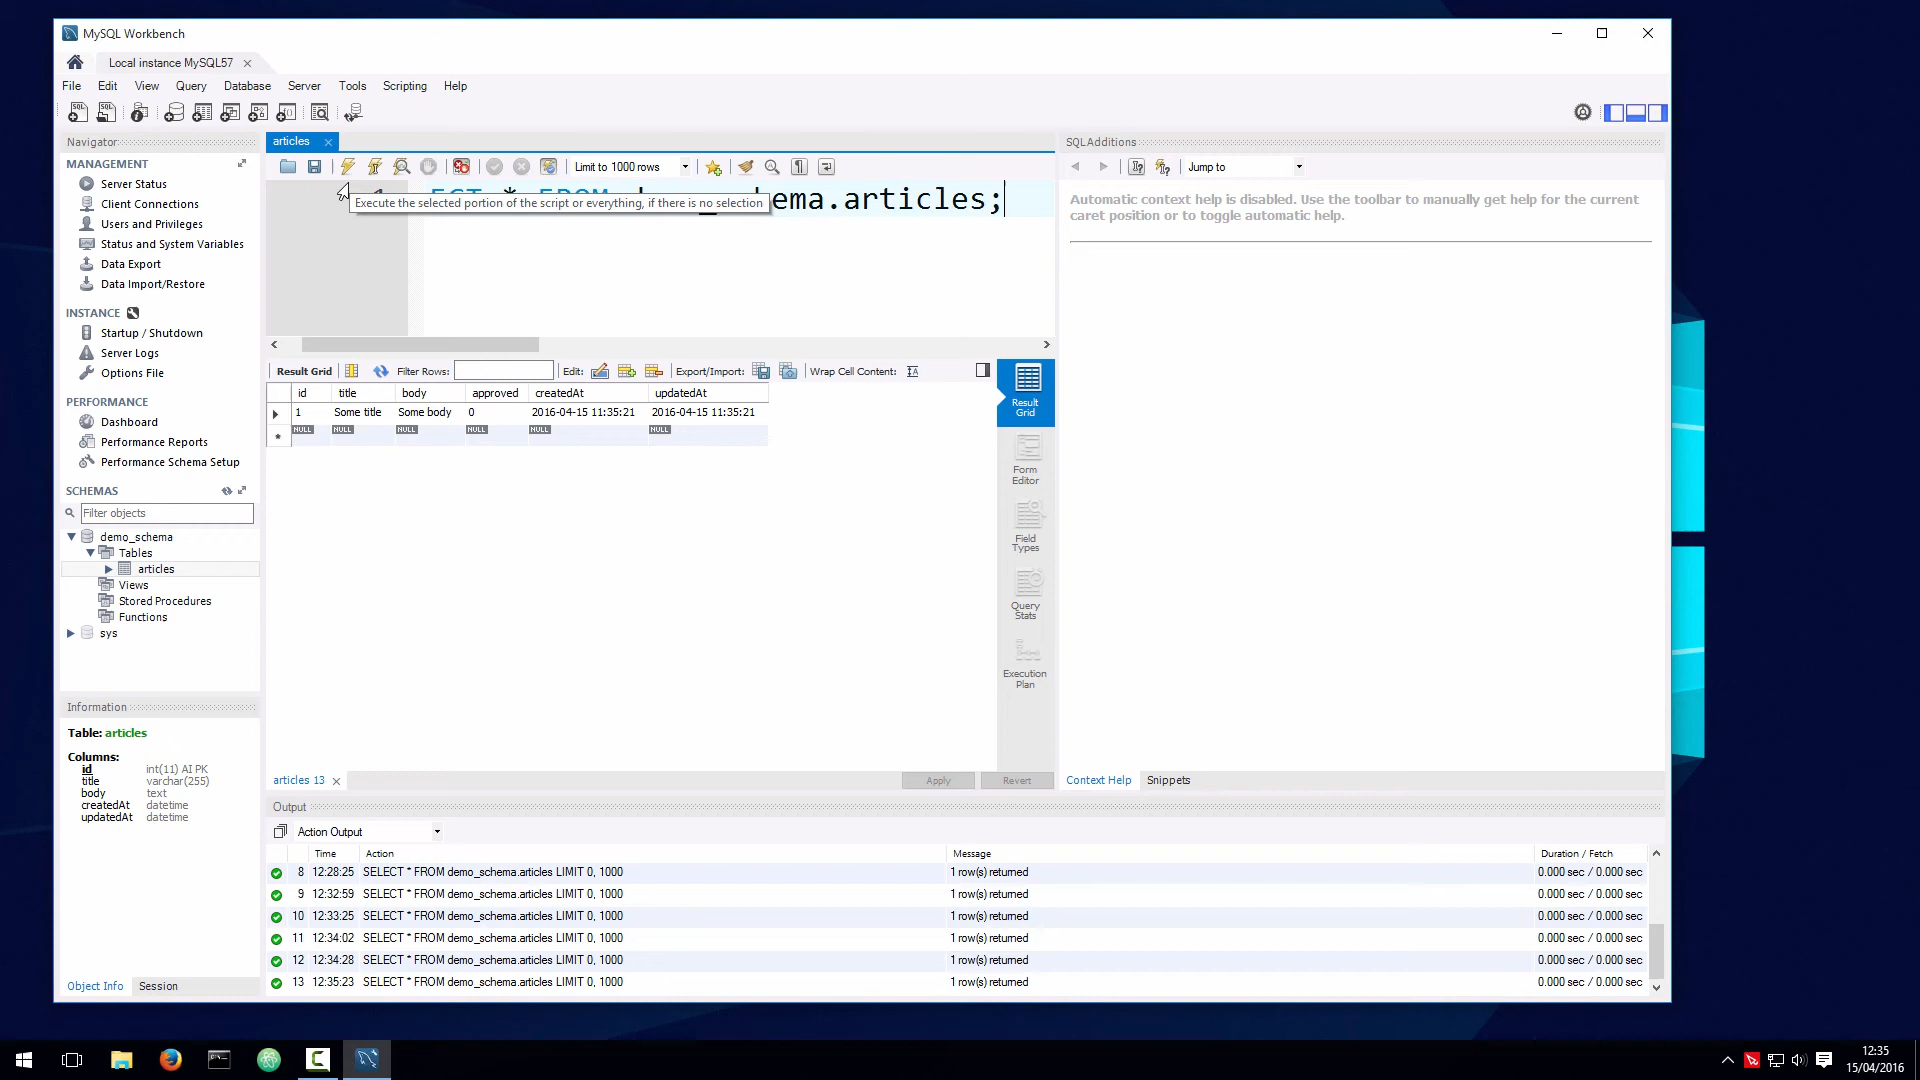 MySQL Workbench
Local instance MySQL57
File Edit View Query Database Server Tools Scripting Help
Navigator
MANAGEMENT
Server Status
Client Connections
Users and Privileges
Status and System Variables
Data Export
Data Import/Restore
INSTANCE
Startup / Shutdown
Server Logs
Options File
PERFORMANCE
Dashboard
Performance Reports
Performance Schema Setup
SCHEMAS
Filter objects
demo_schema
Tables
articles
Views
Stored Procedures
Functions
sys
Information
Table: articles
Columns:
id int(11) AI PK
title varchar(255)
body text
createdAt datetime
updatedAt datetime
Object Info Session
articles
Limit to 1000 rows
Execute the selected portion of the script or everything, if there is no selection
hema.articles;
Result Grid Filter Rows: Edit: Export/Import: Wrap Cell Content:
id title body approved createdAt updatedAt
1 Some title Some body 0 2016-04-15 11:35:21 2016-04-15 11:35:21
NULL NULL NULL NULL NULL NULL
Result
Grid
Form
Editor
Field
Types
Query
Stats
Execution
Plan
articles 13
Apply Revert
SQLAdditions
Jump to
Automatic context help is disabled. Use the toolbar to manually get help for the current
caret position or to toggle automatic help.
Context Help Snippets
Output
Action Output
Time Action Message Duration / Fetch
8 12:28:25 SELECT * FROM demo_schema.articles LIMIT 0, 1000 1 row(s) returned 0.000 sec / 0.000 sec
9 12:32:59 SELECT * FROM demo_schema.articles LIMIT 0, 1000 1 row(s) returned 0.000 sec / 0.000 sec
10 12:33:25 SELECT * FROM demo_schema.articles LIMIT 0, 1000 1 row(s) returned 0.000 sec / 0.000 sec
11 12:34:02 SELECT * FROM demo_schema.articles LIMIT 0, 1000 1 row(s) returned 0.000 sec / 0.000 sec
12 12:34:28 SELECT * FROM demo_schema.articles LIMIT 0, 1000 1 row(s) returned 0.000 sec / 0.000 sec
13 12:35:23 SELECT * FROM demo_schema.articles LIMIT 0, 1000 1 row(s) returned 0.000 sec / 0.000 sec
12:35
15/04/2016